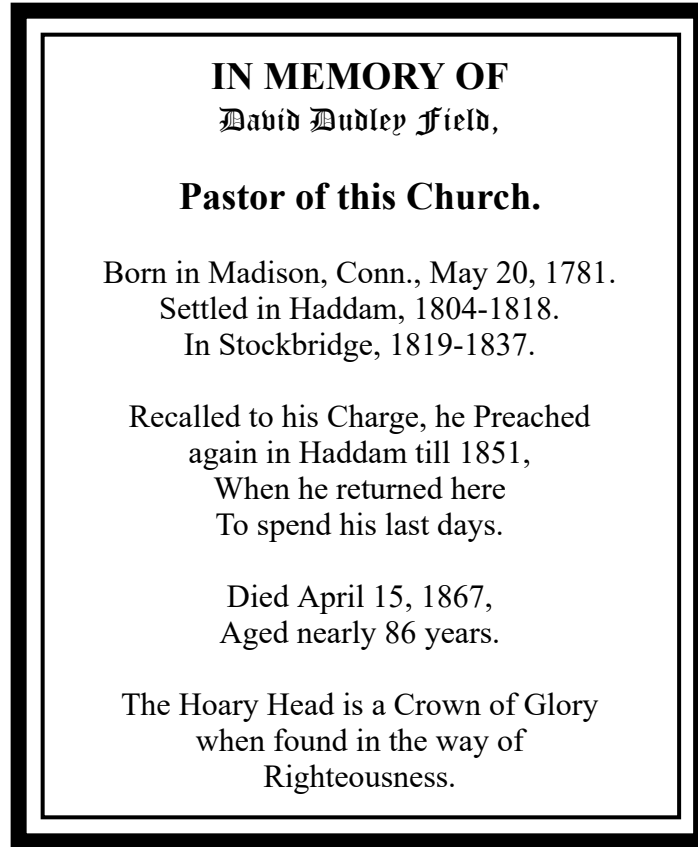 IN MEMORY OF
David Dudley Field,
Pastor of this Church.
Born in Madison, Conn., May 20, 1781.
Settled in Haddam, 1804-1818.
In Stockbridge, 1819-1837.
Recalled to his Charge, he Preached
again in Haddam till 1851,
When he returned here
To spend his last days.
Died April 15, 1867,
Aged nearly 86 years.
The Hoary Head is a Crown of Glory
when found in the way of
Righteousness.